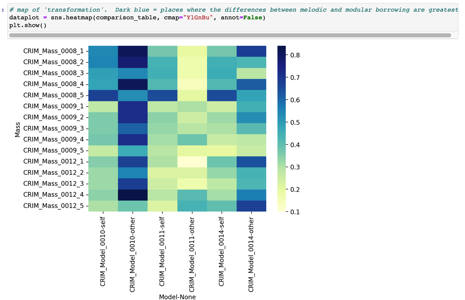 # map of 'transformation'.  Dark blue = places where the differences between melodic and modular borrowing are greatest
dataplot = sns.heatmap(comparison_table, cmap="YlGnBu", annot=False)
plt.show()
CRIM_Mass_0008_1
CRIM_Mass_0008_2
CRIM_Mass_0008_3
CRIM_Mass_0008_4
CRIM_Mass_0008_5
CRIM_Mass_0009_1
CRIM_Mass_0009_2
CRIM_Mass_0009_3
CRIM_Mass_0009_4
CRIM_Mass_0009_5
CRIM_Mass_0012_1
CRIM_Mass_0012_2
CRIM_Mass_0012_3
CRIM_Mass_0012_4
CRIM_Mass_0012_5
Mass
0.8
0.7
0.6
0.5
0.4
0.3
0.2
0.1
CRIM_Model_0010-self
CRIM_Model_0010-other
CRIM_Model_0011-self
CRIM_Model_0011-other
CRIM_Model_0014-self
CRIM_Model_0014-other
Model-None